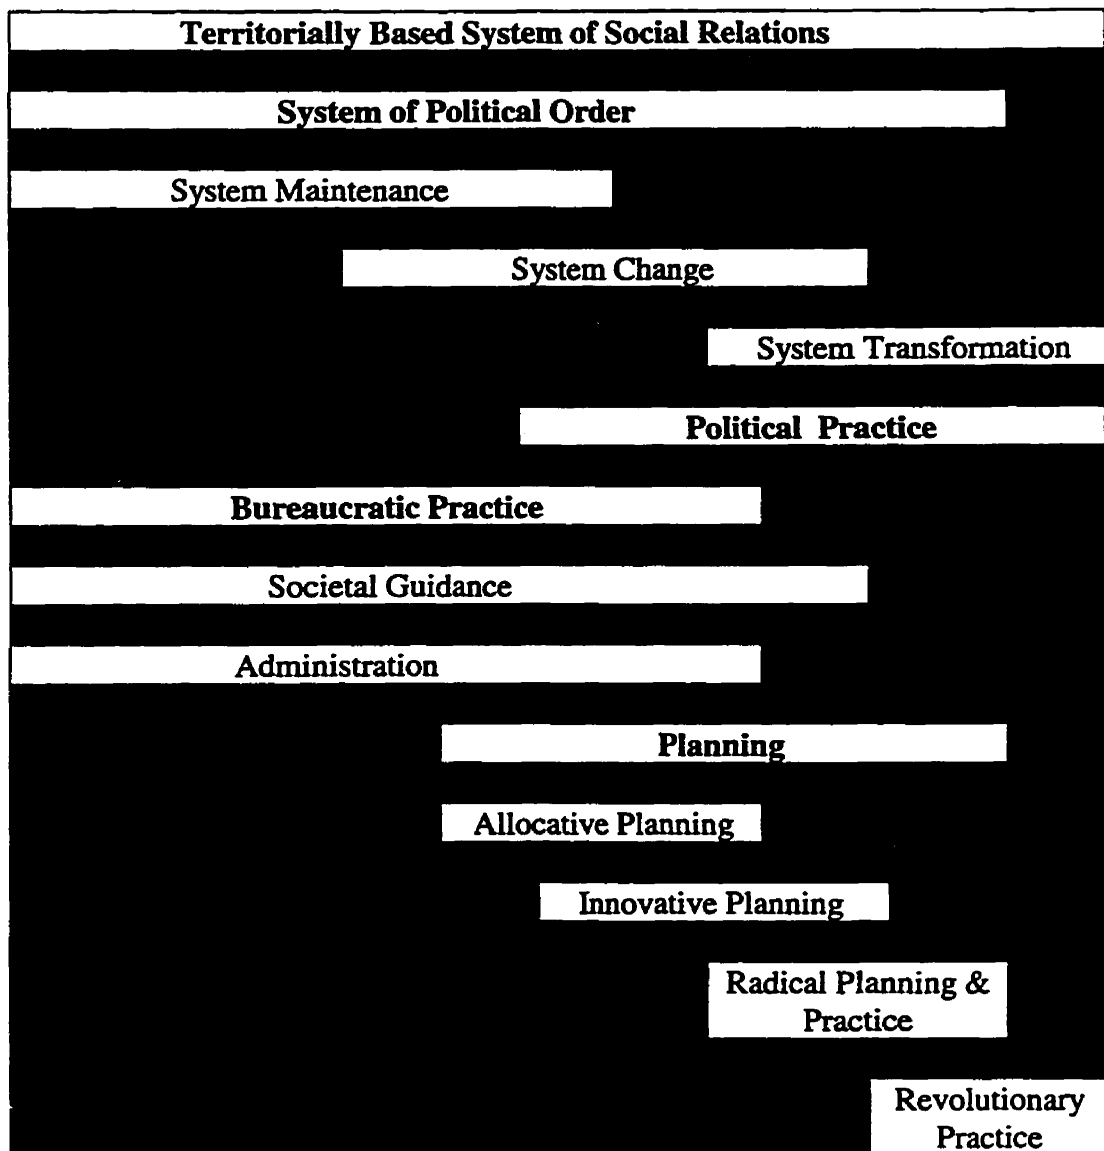 Territorially Based System of Social Relations
System of Political Order
System Maintenance
System Change
System Transformation
Political Practice
Bureaucratic Practice
Societal Guidance
Administration
Planning
Allocative Planning
Innovative Planning
Radical Planning &
Practice
Revolutionary
Practice